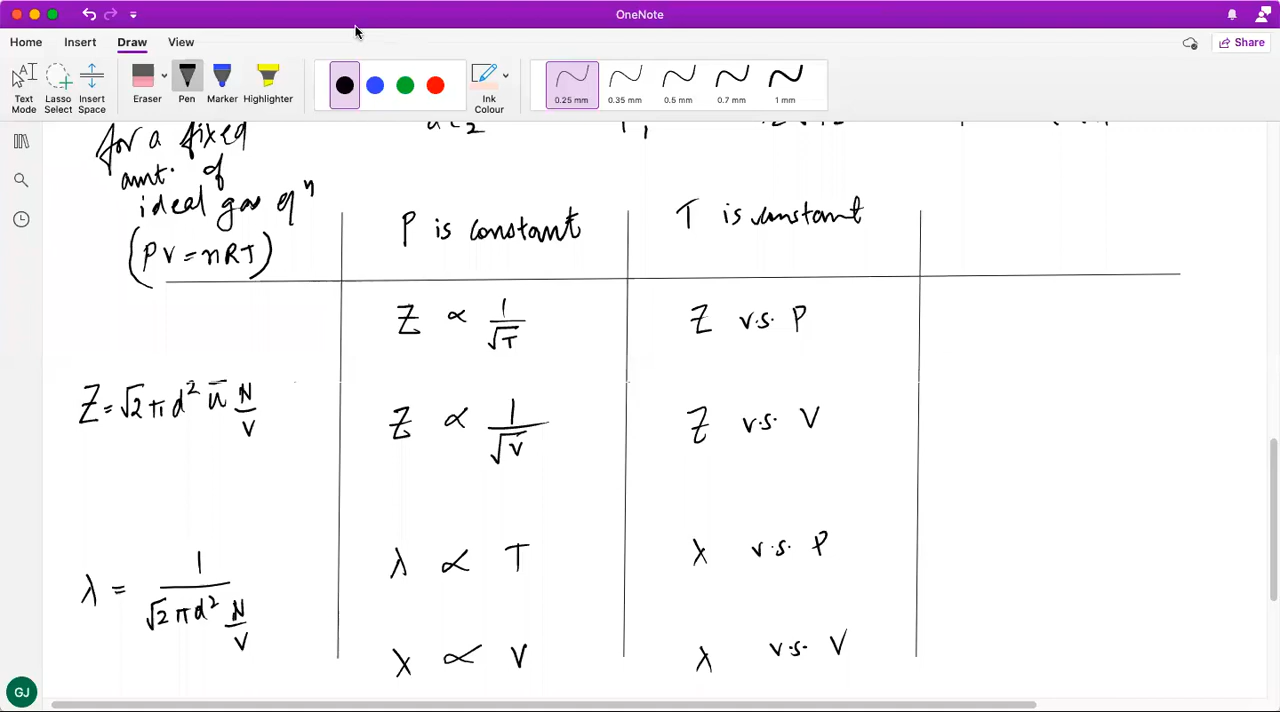 OneNote
Home Insert Draw View
Share
Text Mode
Lasso Select
Insert Space
Eraser
Pen
Marker
Highlighter
Ink Colour
0.25 mm
0.35 mm
0.5 mm
0.7 mm
1 mm
for a fixed
amt. of
ideal gas eqⁿ
(PV = nRT)
P is constant
T is constant
Z ∝ 1/√T
Z v.s. P
Z = √2 π d² ū N/V
Z ∝ 1/√V
Z v.s. V
λ = 1/(√2 π d² N/V)
λ ∝ T
λ v.s. P
λ ∝ V
λ v.s. V
GJ